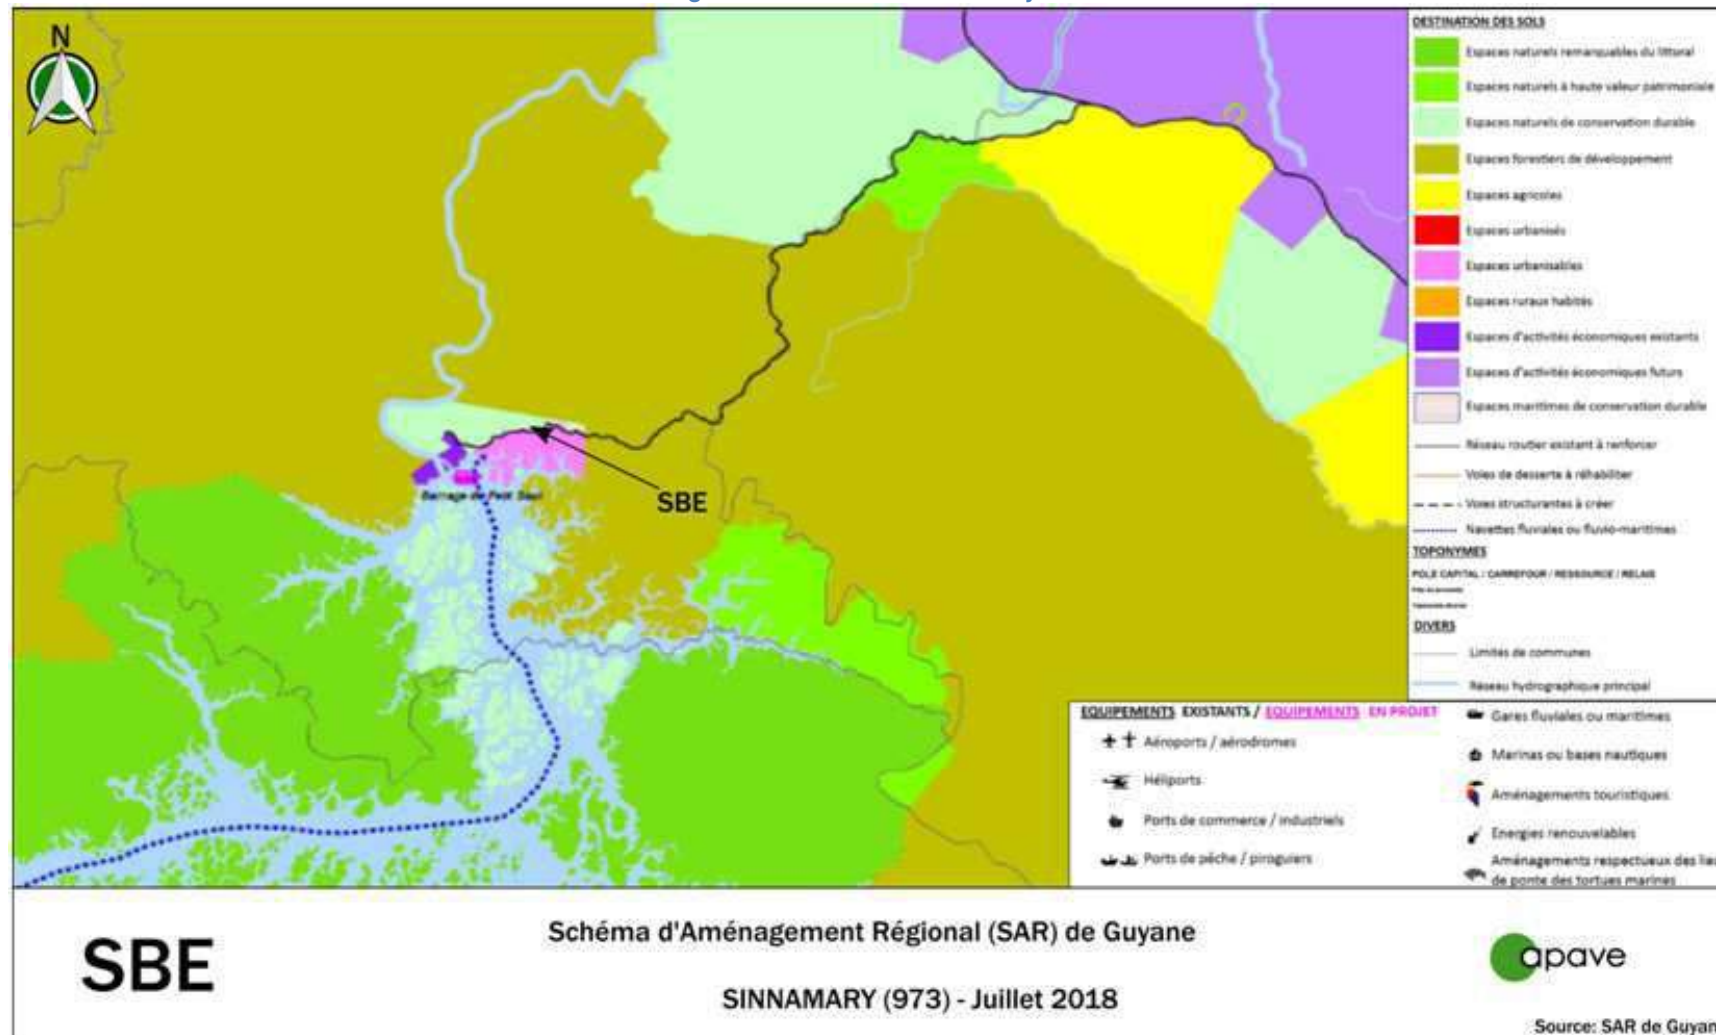 N
SBE
Barrage de Petit Saut
DESTINATION DES SOLS
Espaces naturels remarquables du littoral
Espaces naturels à haute valeur patrimoniale
Espaces naturels de conservation durable
Espaces forestiers de développement
Espaces agricoles
Espaces urbanisés
Espaces urbanisables
Espaces ruraux habités
Espaces d'activités économiques existants
Espaces d'activités économiques futurs
Espaces maritimes de conservation durable
Réseau routier existant à renforcer
Voies de desserte à réhabiliter
Voies structurantes à créer
Navettes fluviales ou fluvio-maritimes
TOPONYMES
POLE CAPITAL / CARREFOUR / RESSOURCE / RELAIS
DIVERS
Limites de communes
Réseau hydrographique principal
EQUIPEMENTS EXISTANTS / EQUIPEMENTS EN PROJET
Aéroports / aérodromes
Héliports
Ports de commerce / industriels
Ports de pêche / piroguiers
Gares fluviales ou maritimes
Marinas ou bases nautiques
Aménagements touristiques
Energies renouvelables
Aménagements respectueux des lie
de ponte des tortues marines
SBE
Schéma d'Aménagement Régional (SAR) de Guyane
SINNAMARY (973) - Juillet 2018
apave
Source: SAR de Guyan